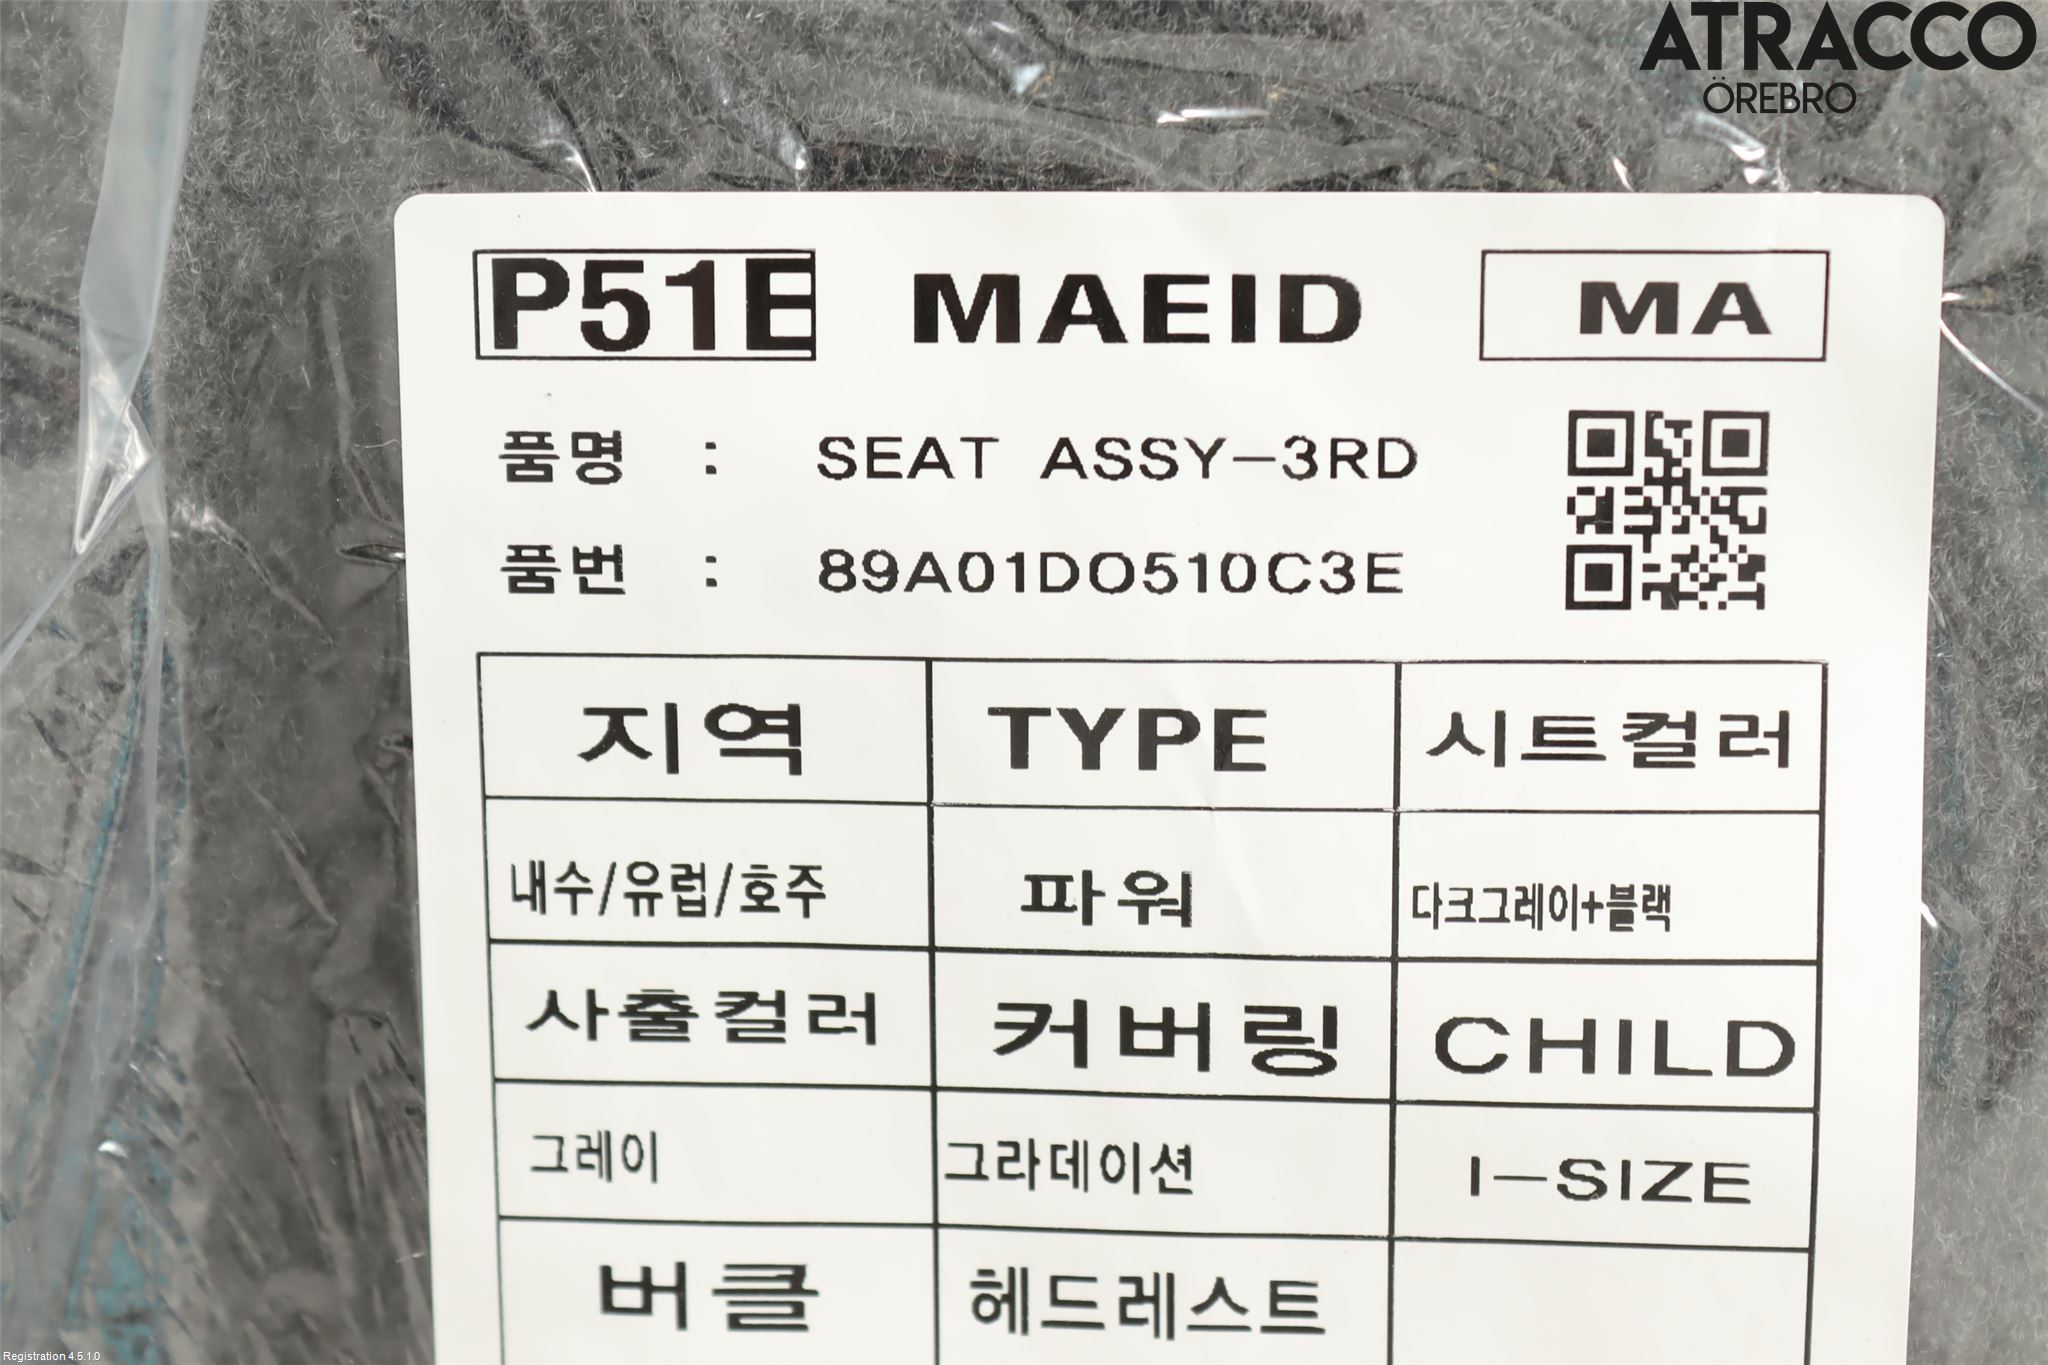 ATRACCO
ÖREBRO
P51E MAEID MA
품명 : SEAT ASSY-3RD
품번 : 89A01DO510C3E
지역 TYPE 시트컬러
내수/유럽/호주 파워 다크그레이+블랙
사출컬러 커버링 CHILD
그레이 그라데이션 I-SIZE
버클 헤드레스트
Registration 4.5.1.0